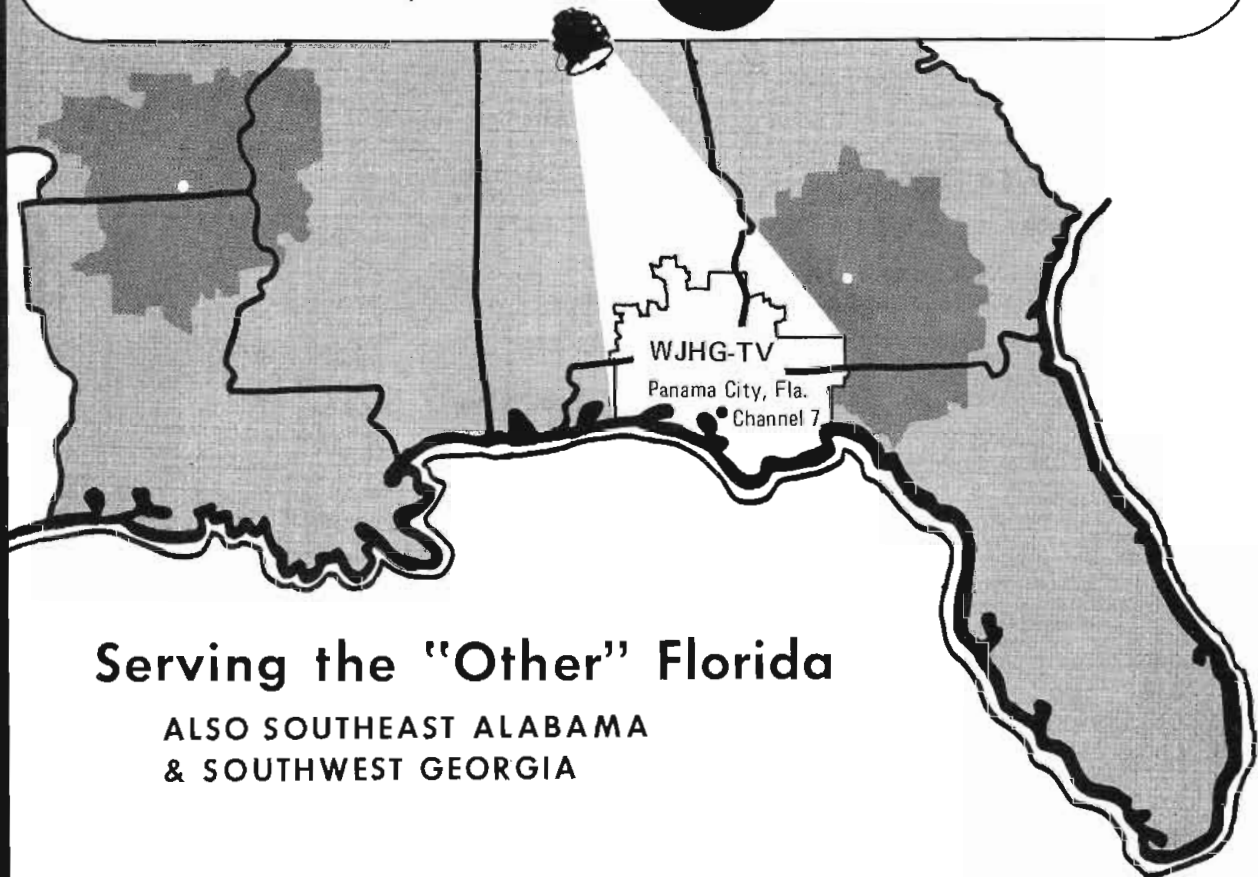 WJHG-TV
Panama City, Fla.
Channel 7
Serving the "Other" Florida
ALSO SOUTHEAST ALABAMA
& SOUTHWEST GEORGIA